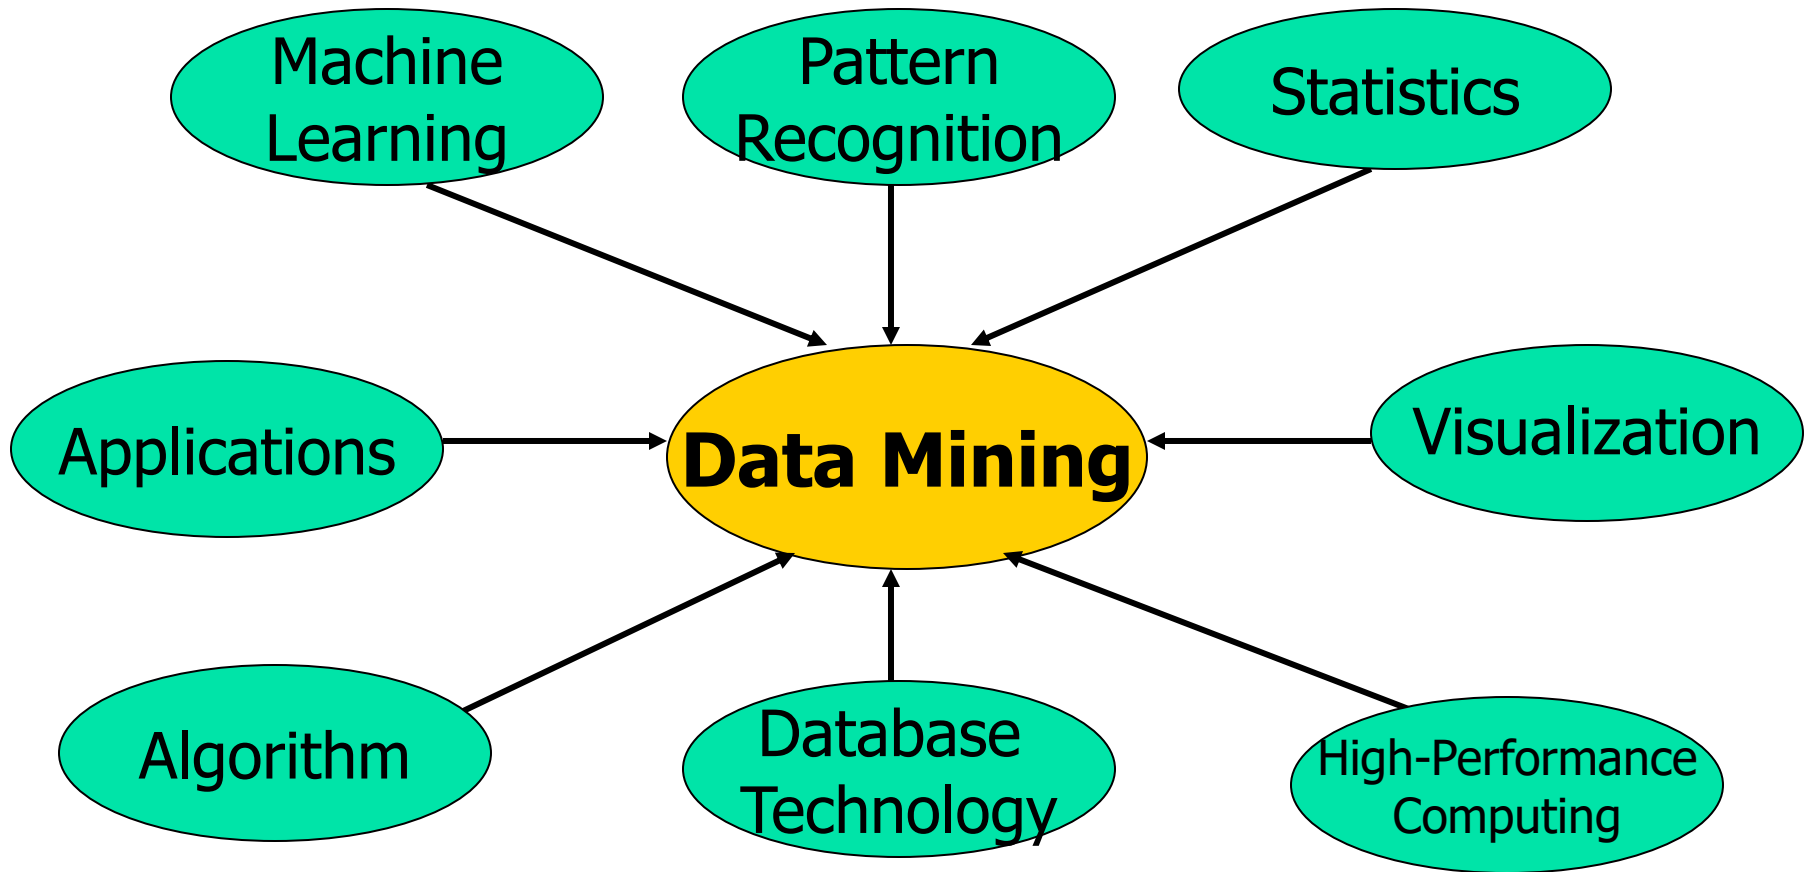 Machine
Learning
Pattern
Recognition
Statistics
Applications
Data Mining
Visualization
Algorithm
Database
Technology
High-Performance
Computing